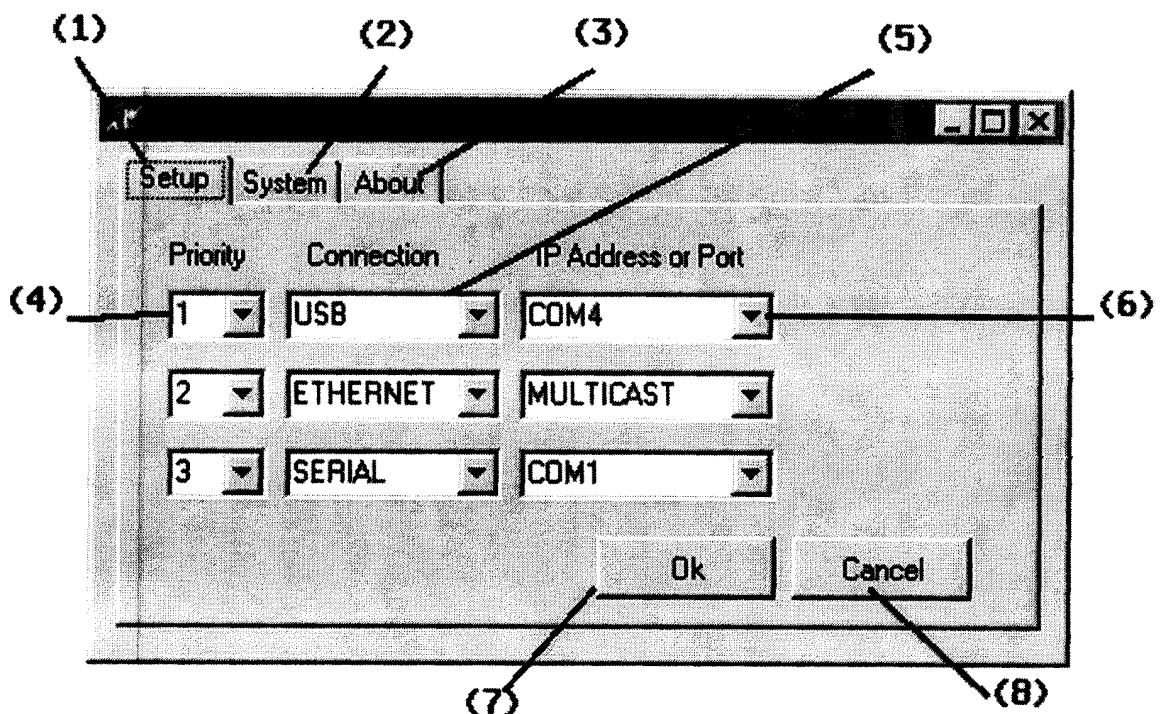 (1) (2) (3) (5)
Setup System About
Priority Connection IP Address or Port
(4) 1 USB COM4 (6)
2 ETHERNET MULTICAST
3 SERIAL COM1
Ok Cancel
(7) (8)